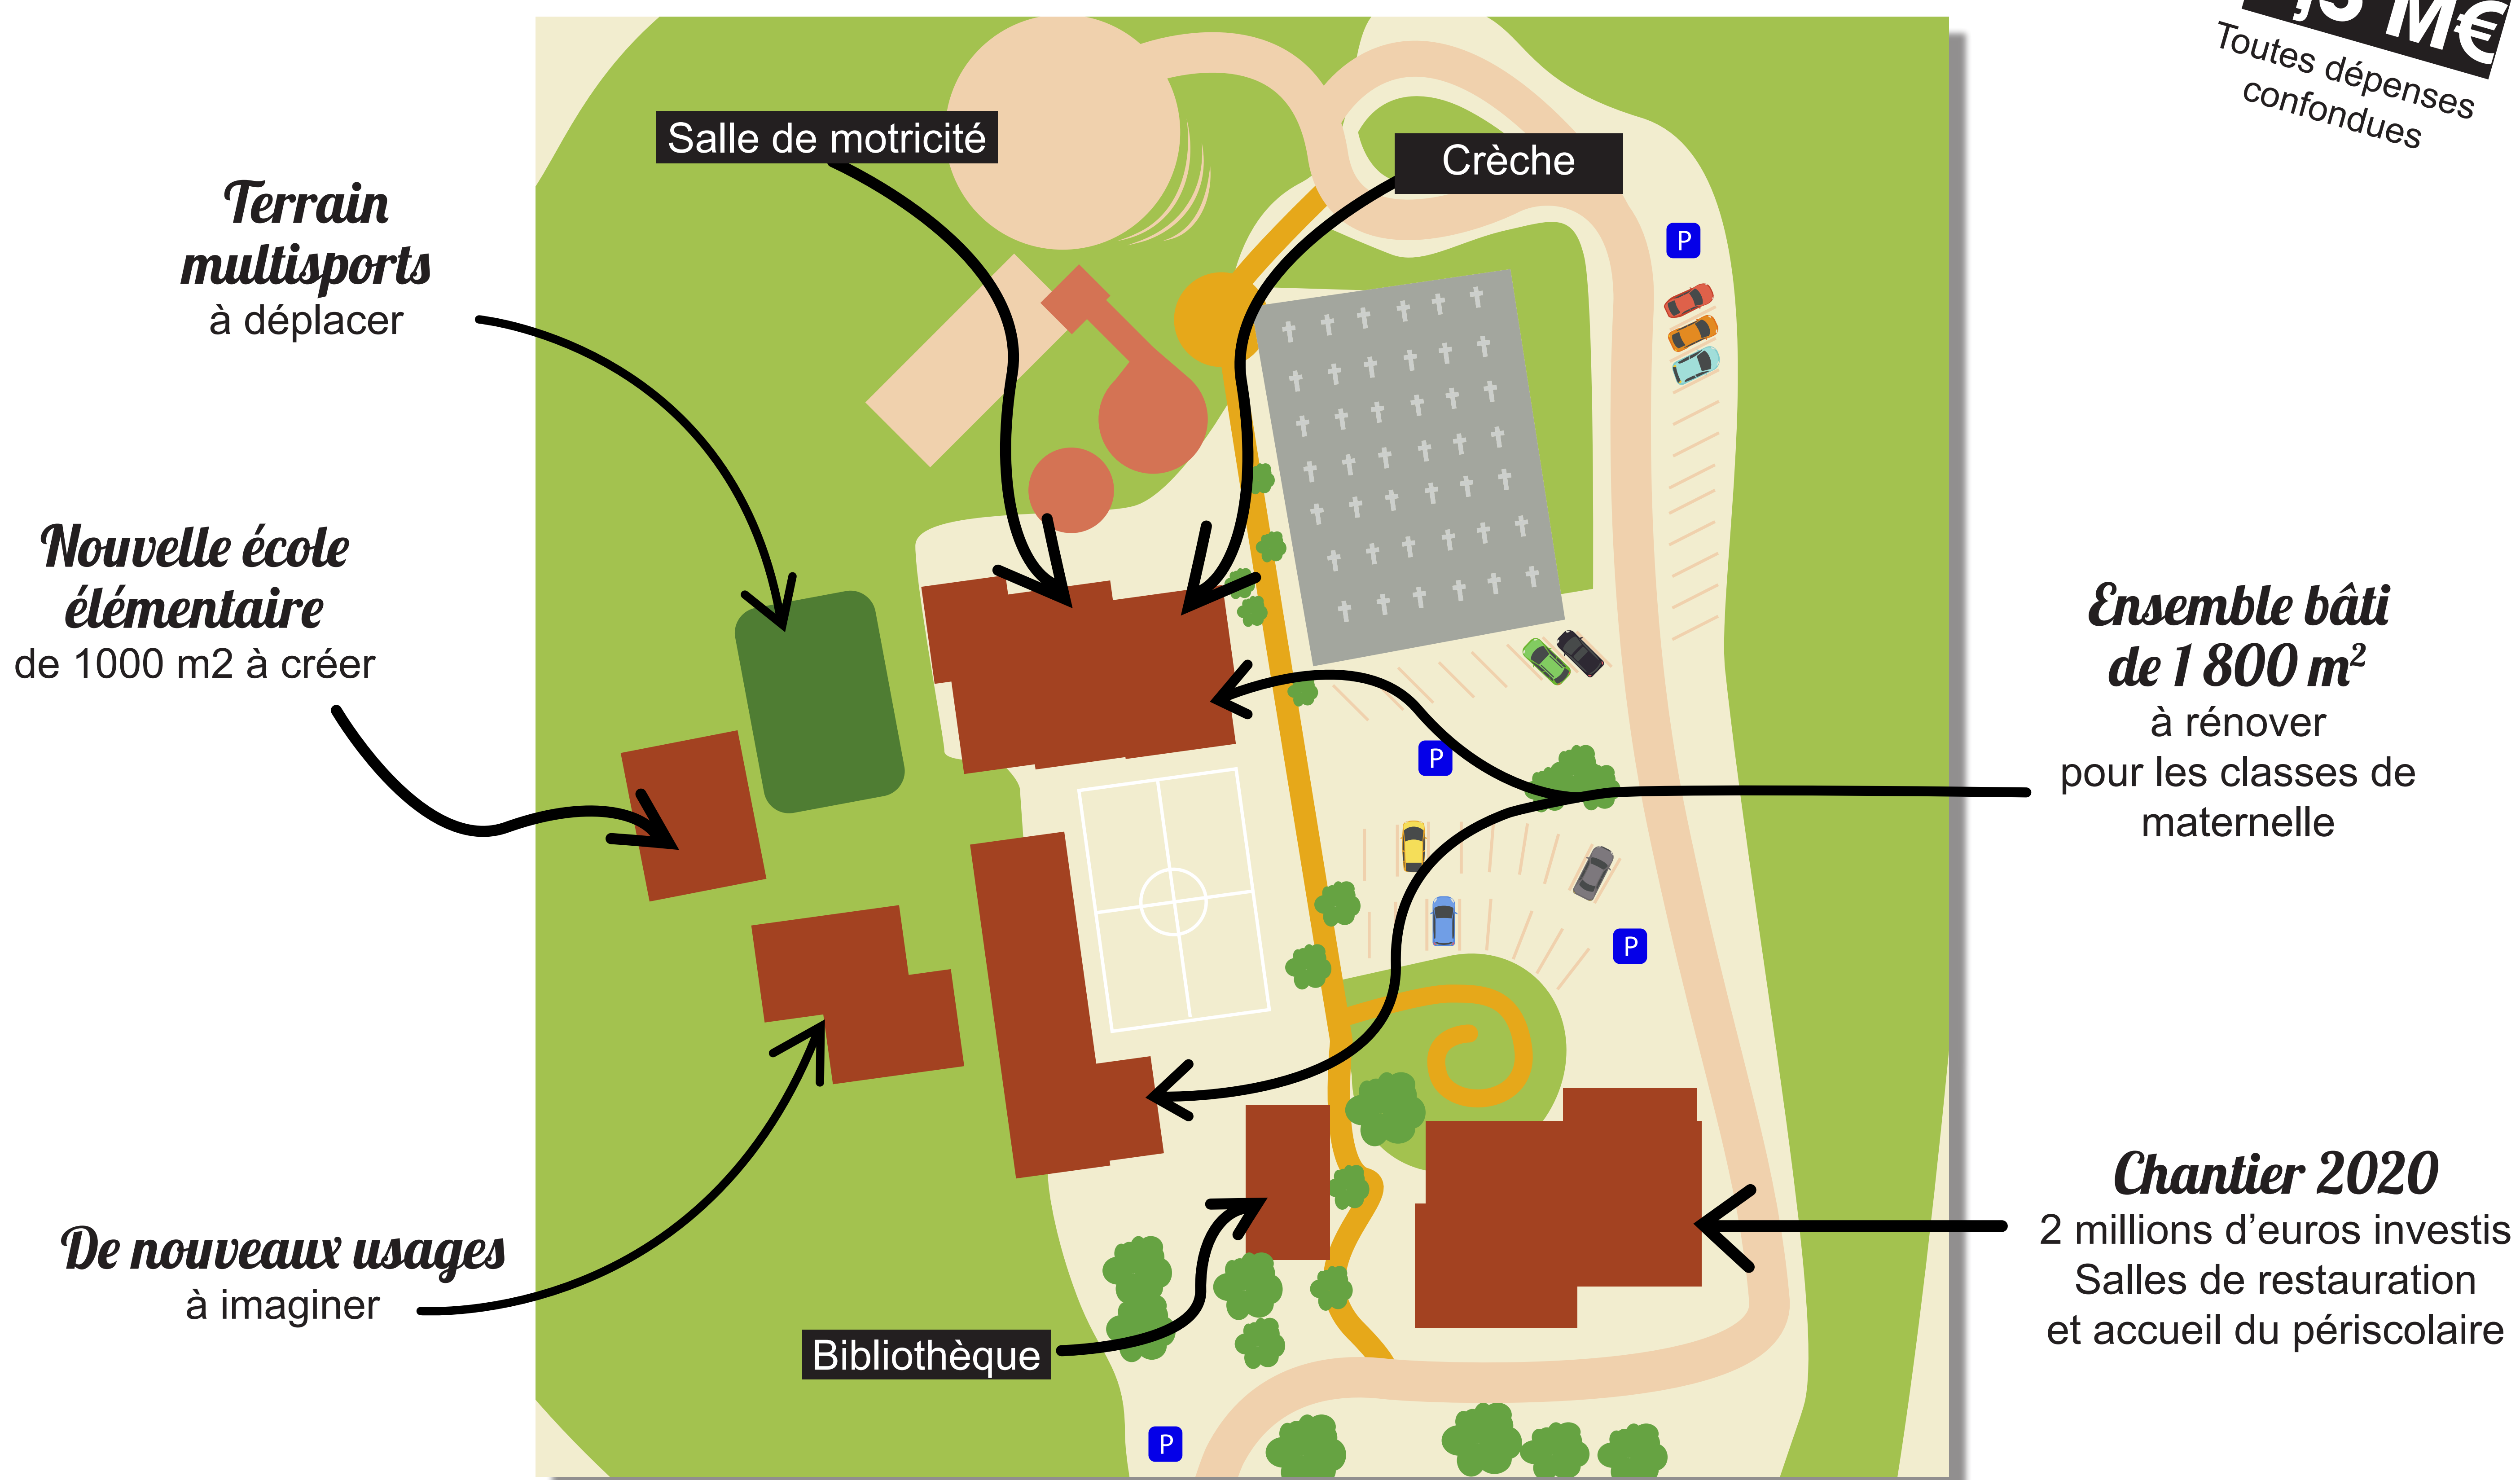 M€
Toutes dépenses
confondues
Salle de motricité
Crèche
Terrain
multisports
à déplacer
P
Nouvelle école
élémentaire
de 1000 m2 à créer
Ensemble bâti
de 1 800 m²
à rénover
pour les classes de
maternelle
P
P
Chantier 2020
2 millions d’euros investis
Salles de restauration
et accueil du périscolaire
De nouveaux usages
à imaginer
Bibliothèque
P